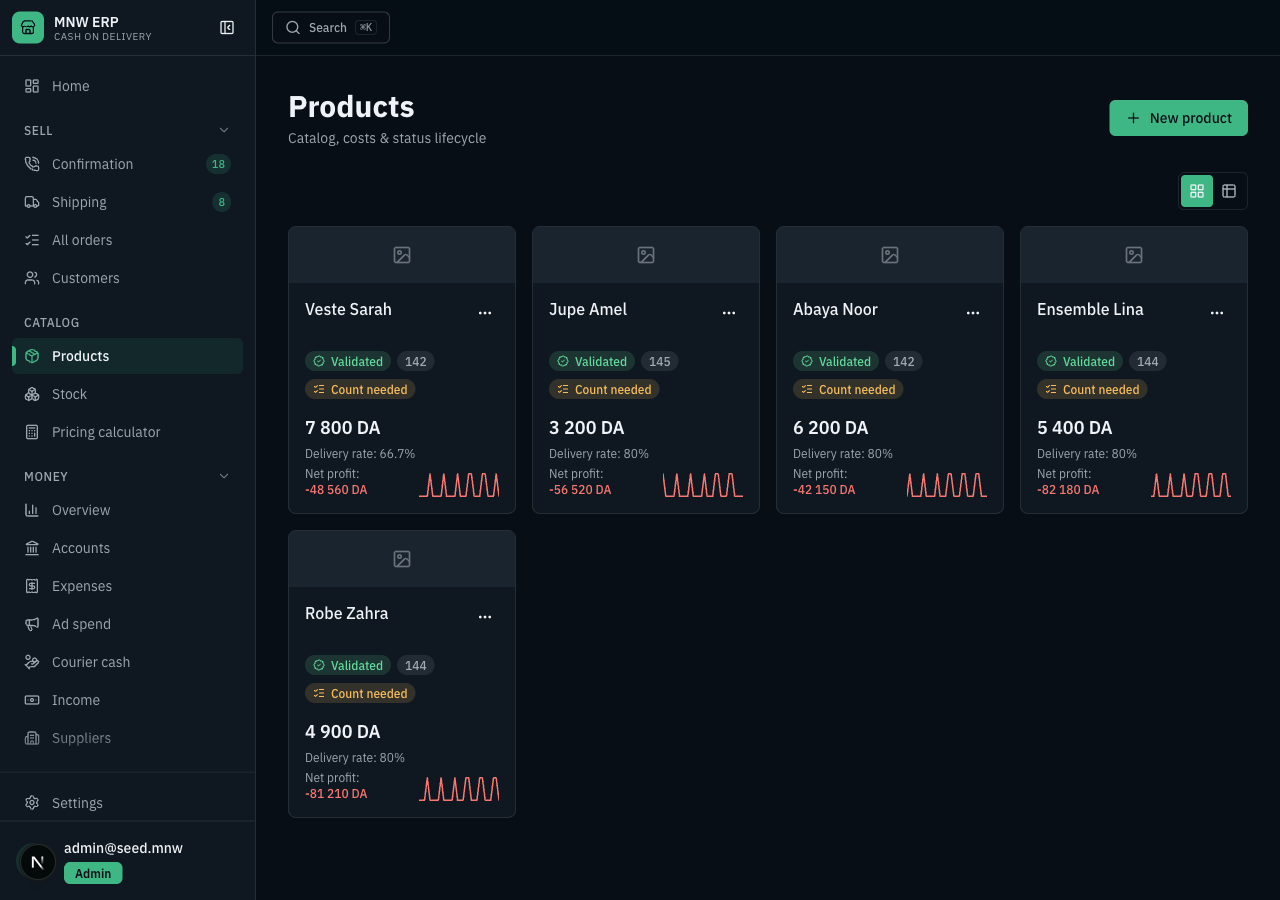 MNW ERP
CASH ON DELIVERY
Search ⌘K
Home
SELL
Confirmation 18
Shipping 8
All orders
Customers
CATALOG
Products
Stock
Pricing calculator
MONEY
Overview
Accounts
Expenses
Ad spend
Courier cash
Income
Suppliers
Settings
N
admin@seed.mnw
Admin
Products
Catalog, costs & status lifecycle
New product
Veste Sarah
Validated 142
Count needed
7 800 DA
Delivery rate: 66.7%
Net profit:
-48 560 DA
Jupe Amel
Validated 145
Count needed
3 200 DA
Delivery rate: 80%
Net profit:
-56 520 DA
Abaya Noor
Validated 142
Count needed
6 200 DA
Delivery rate: 80%
Net profit:
-42 150 DA
Ensemble Lina
Validated 144
Count needed
5 400 DA
Delivery rate: 80%
Net profit:
-82 180 DA
Robe Zahra
Validated 144
Count needed
4 900 DA
Delivery rate: 80%
Net profit:
-81 210 DA